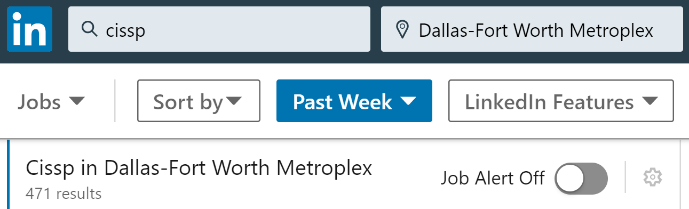 in cissp Dallas-Fort Worth Metroplex
Jobs Sort by Past Week LinkedIn Features
Cissp in Dallas-Fort Worth Metroplex
Job Alert Off
471 results